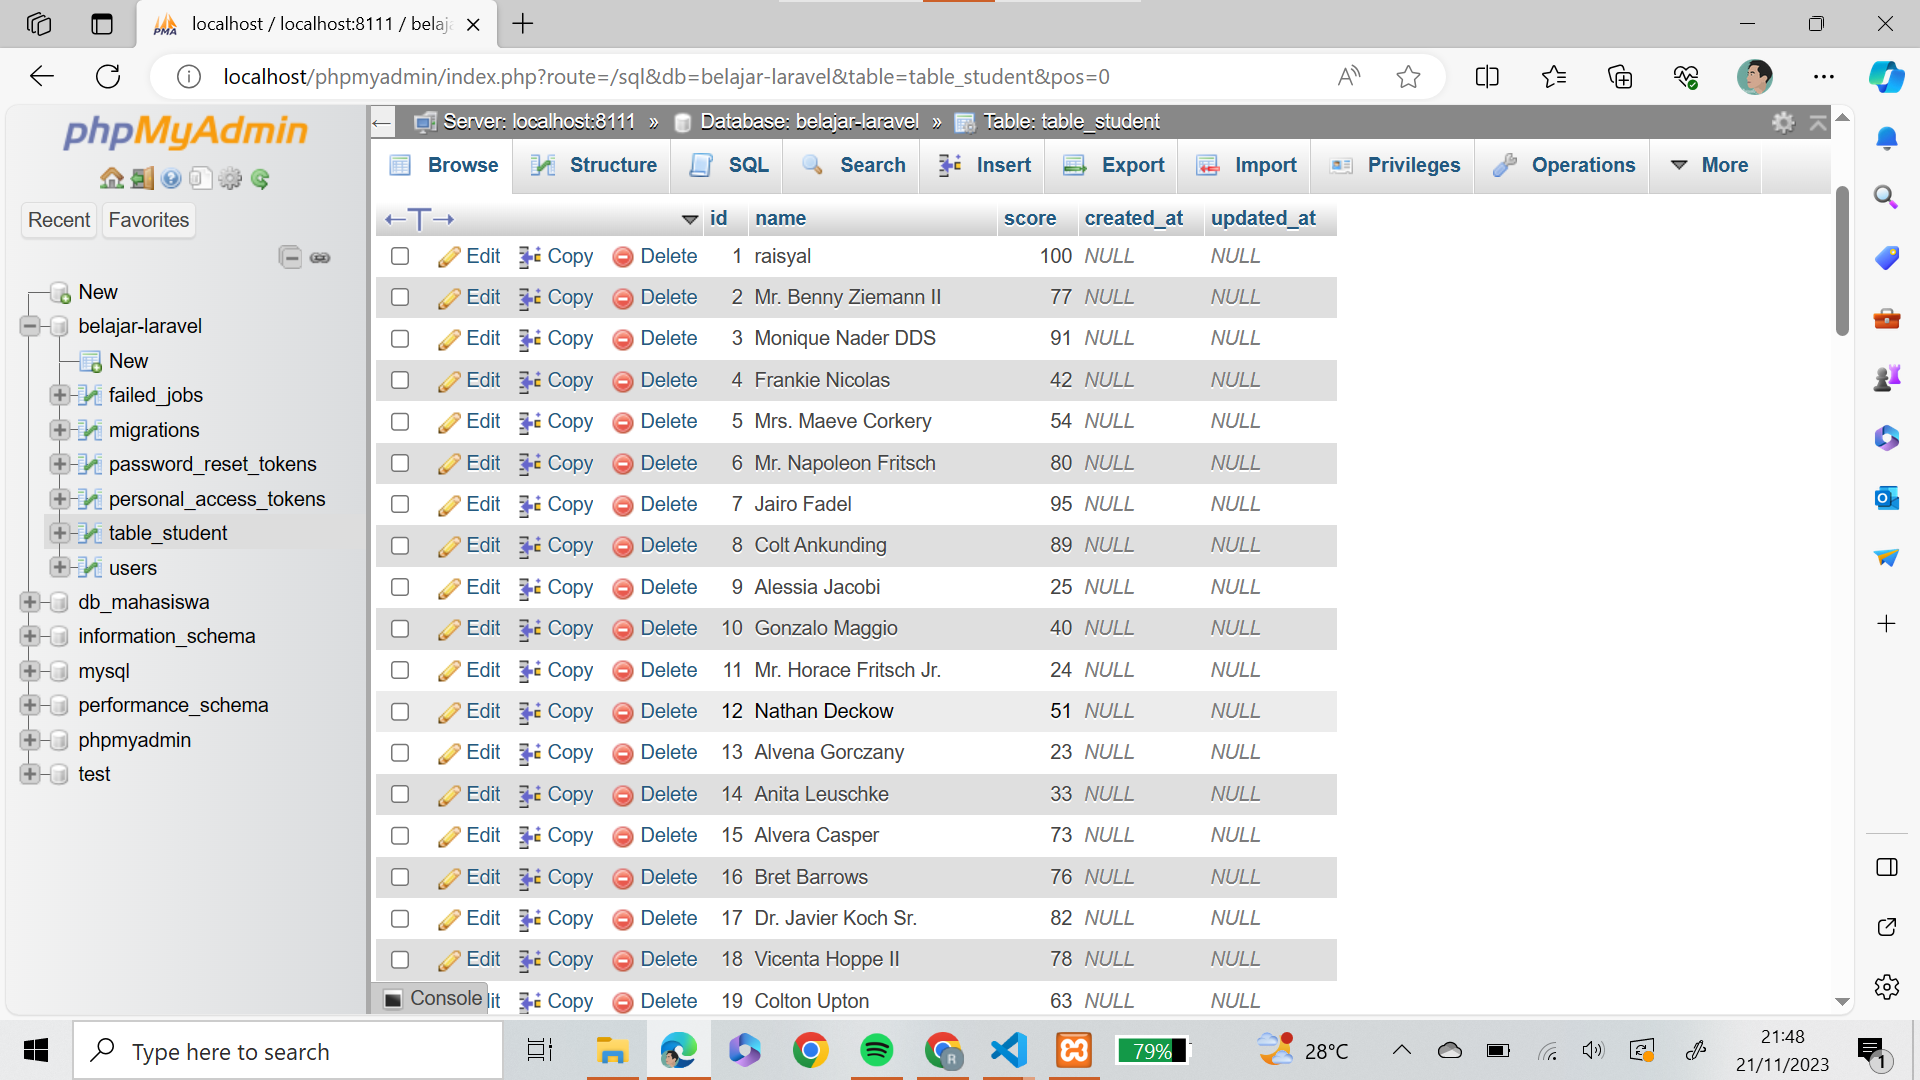 localhost / localhost:8111 / belaj
localhost/phpmyadmin/index.php?route=/sql&db=belajar-laravel&table=table_student&pos=0
phpMyAdmin
Recent Favorites
New
belajar-laravel
New
failed_jobs
migrations
password_reset_tokens
personal_access_tokens
table_student
users
db_mahasiswa
information_schema
mysql
performance_schema
phpmyadmin
test
Server: localhost:8111 » Database: belajar-laravel » Table: table_student
Browse Structure SQL Search Insert Export Import Privileges Operations More
id name score created_at updated_at
Edit Copy Delete 1 raisyal 100 NULL NULL
Edit Copy Delete 2 Mr. Benny Ziemann II 77 NULL NULL
Edit Copy Delete 3 Monique Nader DDS 91 NULL NULL
Edit Copy Delete 4 Frankie Nicolas 42 NULL NULL
Edit Copy Delete 5 Mrs. Maeve Corkery 54 NULL NULL
Edit Copy Delete 6 Mr. Napoleon Fritsch 80 NULL NULL
Edit Copy Delete 7 Jairo Fadel 95 NULL NULL
Edit Copy Delete 8 Colt Ankunding 89 NULL NULL
Edit Copy Delete 9 Alessia Jacobi 25 NULL NULL
Edit Copy Delete 10 Gonzalo Maggio 40 NULL NULL
Edit Copy Delete 11 Mr. Horace Fritsch Jr. 24 NULL NULL
Edit Copy Delete 12 Nathan Deckow 51 NULL NULL
Edit Copy Delete 13 Alvena Gorczany 23 NULL NULL
Edit Copy Delete 14 Anita Leuschke 33 NULL NULL
Edit Copy Delete 15 Alvera Casper 73 NULL NULL
Edit Copy Delete 16 Bret Barrows 76 NULL NULL
Edit Copy Delete 17 Dr. Javier Koch Sr. 82 NULL NULL
Edit Copy Delete 18 Vicenta Hoppe II 78 NULL NULL
Console lit Copy Delete 19 Colton Upton 63 NULL NULL
Type here to search
79%
28°C
21:48
21/11/2023
1